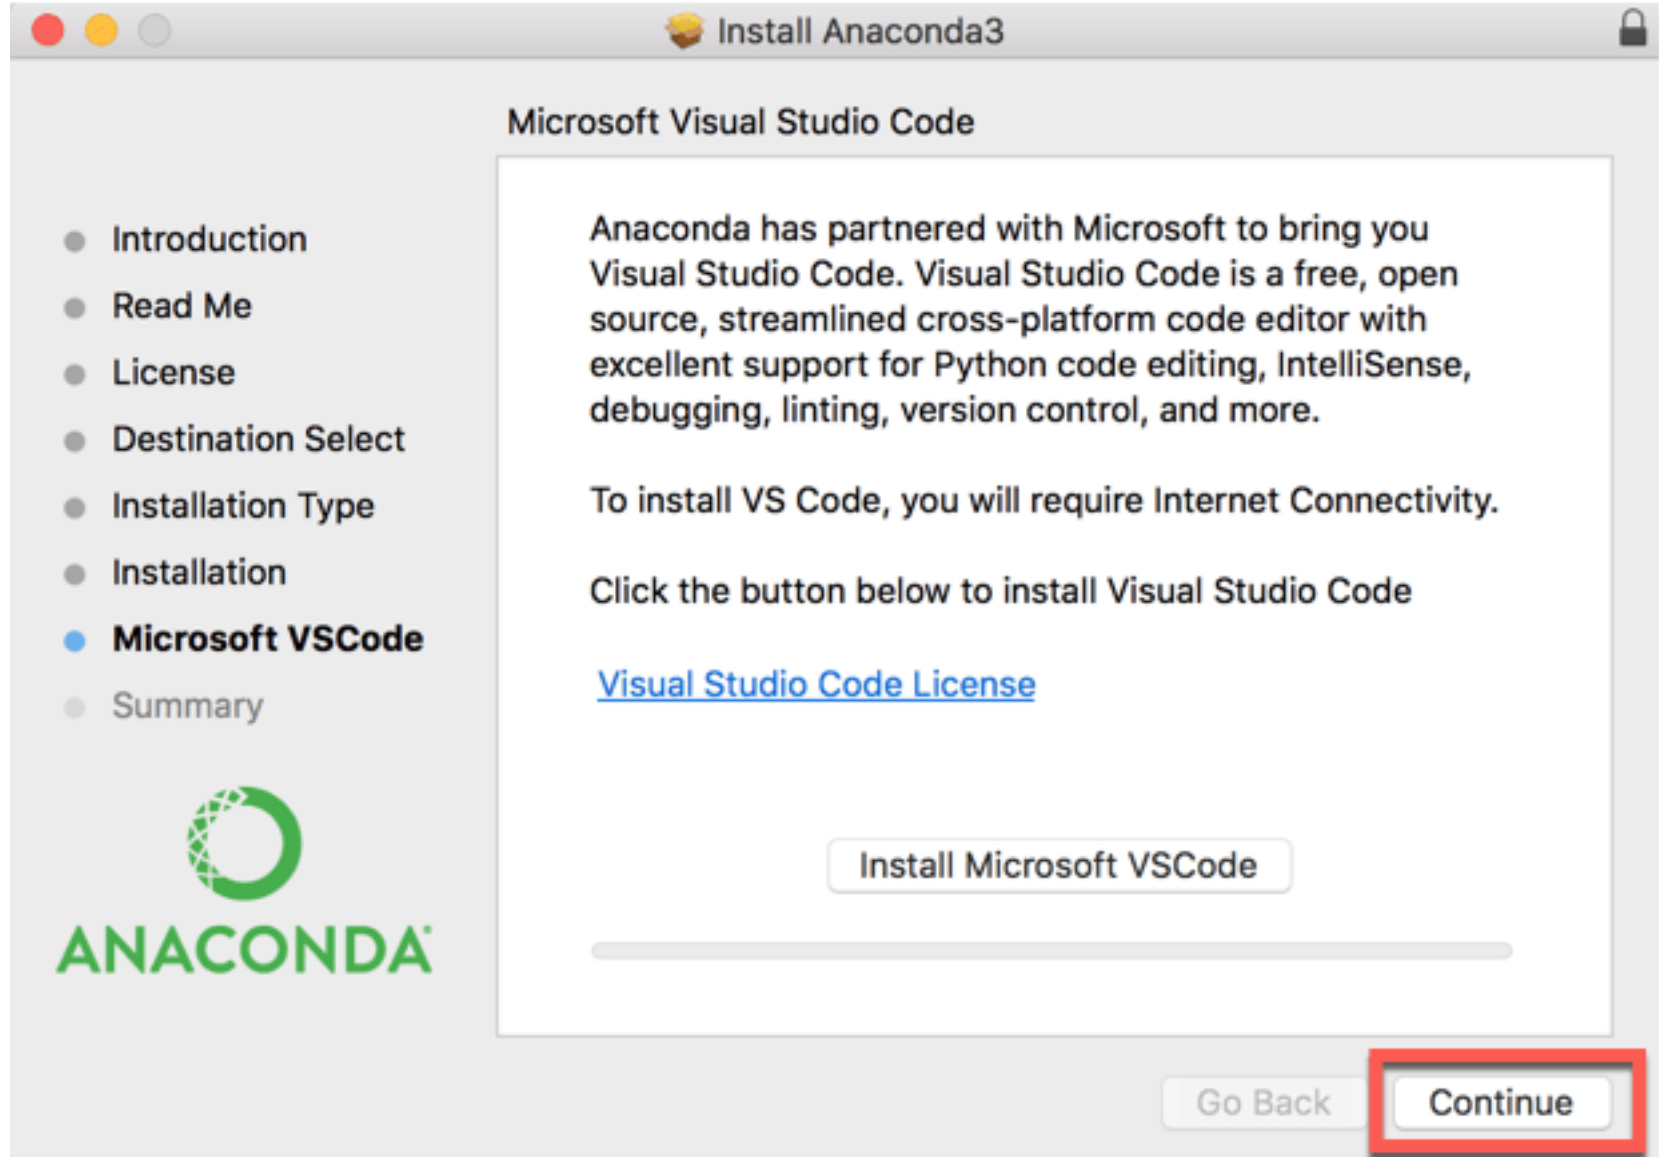 Install Anaconda3
Microsoft Visual Studio Code
Introduction
Read Me
License
Destination Select
Installation Type
Installation
Microsoft VSCode
Summary
ANACONDA
Anaconda has partnered with Microsoft to bring you
Visual Studio Code. Visual Studio Code is a free, open
source, streamlined cross-platform code editor with
excellent support for Python code editing, IntelliSense,
debugging, linting, version control, and more.
To install VS Code, you will require Internet Connectivity.
Click the button below to install Visual Studio Code
Visual Studio Code License
Install Microsoft VSCode
Go Back
Continue